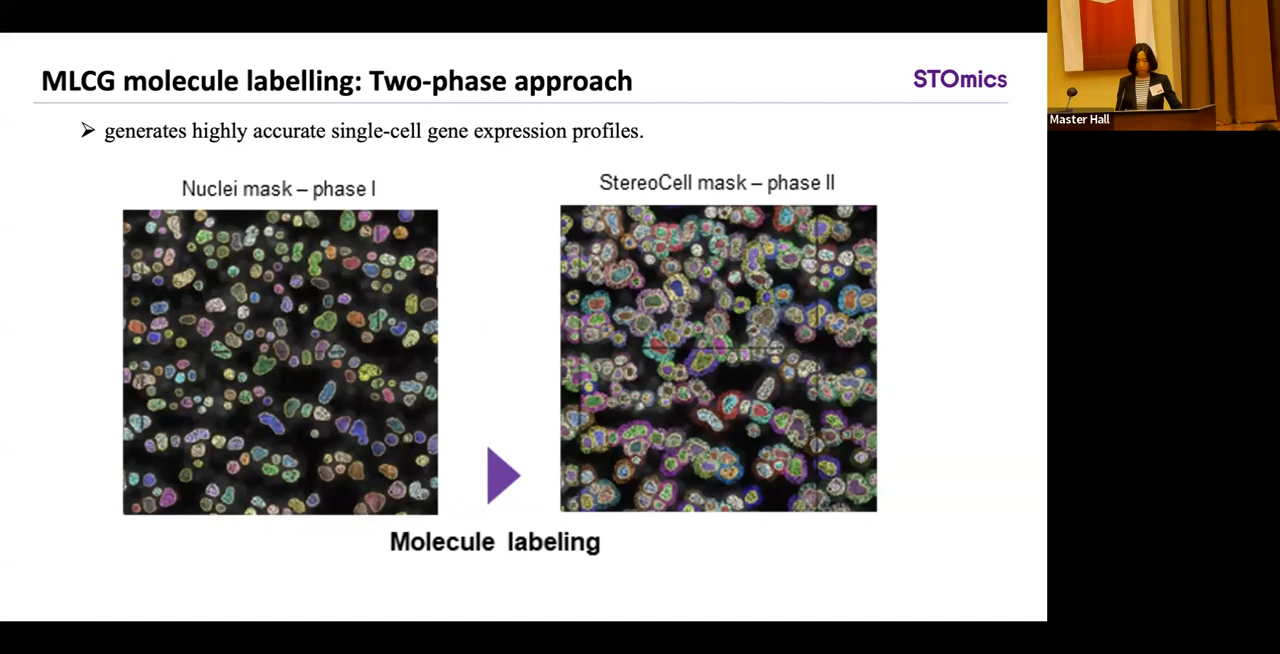 MLCG molecule labelling: Two-phase approach
STOmics
➢ generates highly accurate single-cell gene expression profiles.
Nuclei mask – phase I
StereoCell mask – phase II
Molecule labeling
Master Hall